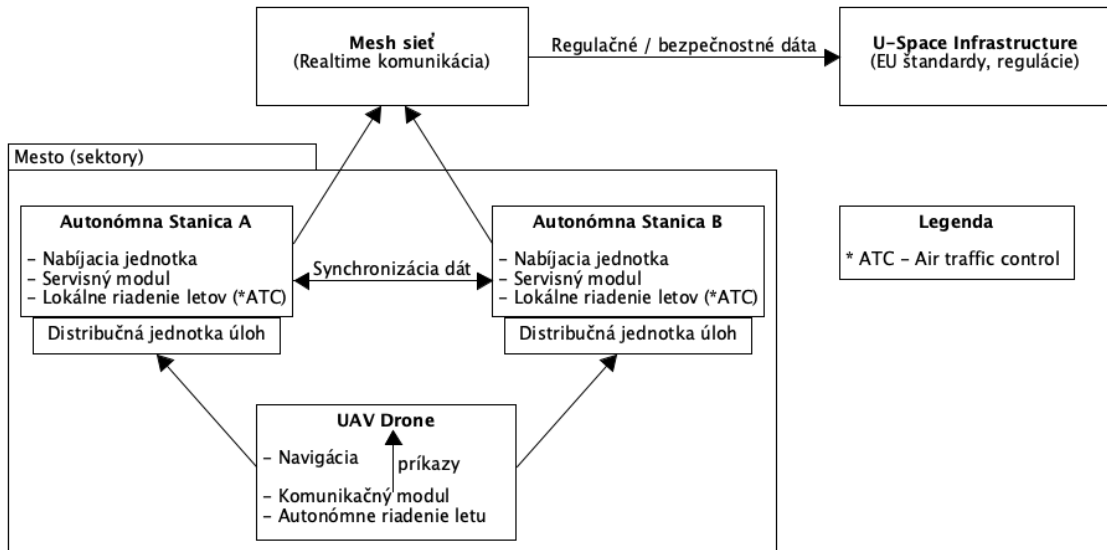 Mesh sieť
(Realtime komunikácia)
Regulačné / bezpečnostné dáta
U-Space Infrastructure
(EU štandardy, regulácie)
Mesto (sektory)
Autonómna Stanica A
– Nabíjacia jednotka
– Servisný modul
– Lokálne riadenie letov (*ATC)
Distribučná jednotka úloh
Synchronizácia dát
Autonómna Stanica B
– Nabíjacia jednotka
– Servisný modul
– Lokálne riadenie letov (*ATC)
Distribučná jednotka úloh
Legenda
* ATC – Air traffic control
UAV Drone
– Navigácia
príkazy
– Komunikačný modul
– Autonómne riadenie letu